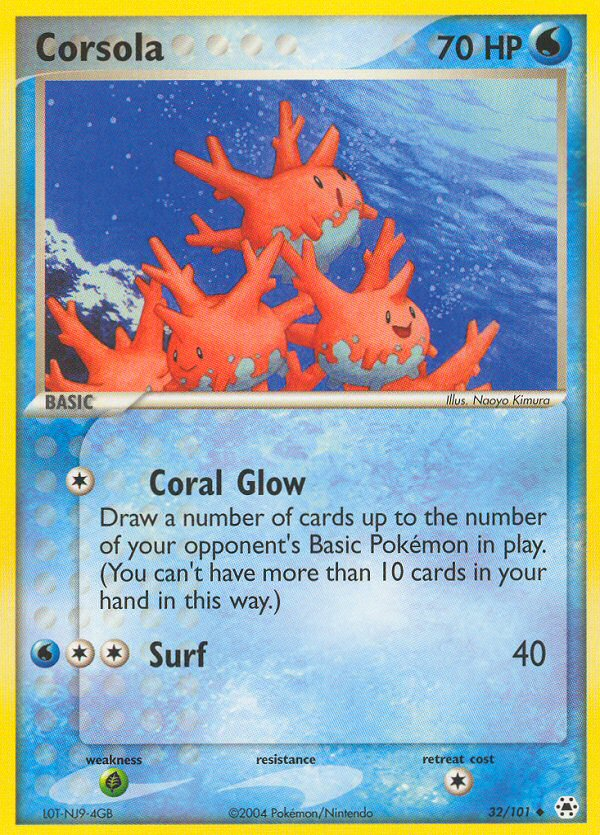 Corsola 70 HP
BASIC
Illus. Naoyo Kimura
Coral Glow
Draw a number of cards up to the number
of your opponent's Basic Pokémon in play.
(You can't have more than 10 cards in your
hand in this way.)
Surf 40
weakness resistance retreat cost
L0T-NJ9-4GB ©2004 Pokémon/Nintendo 32/101